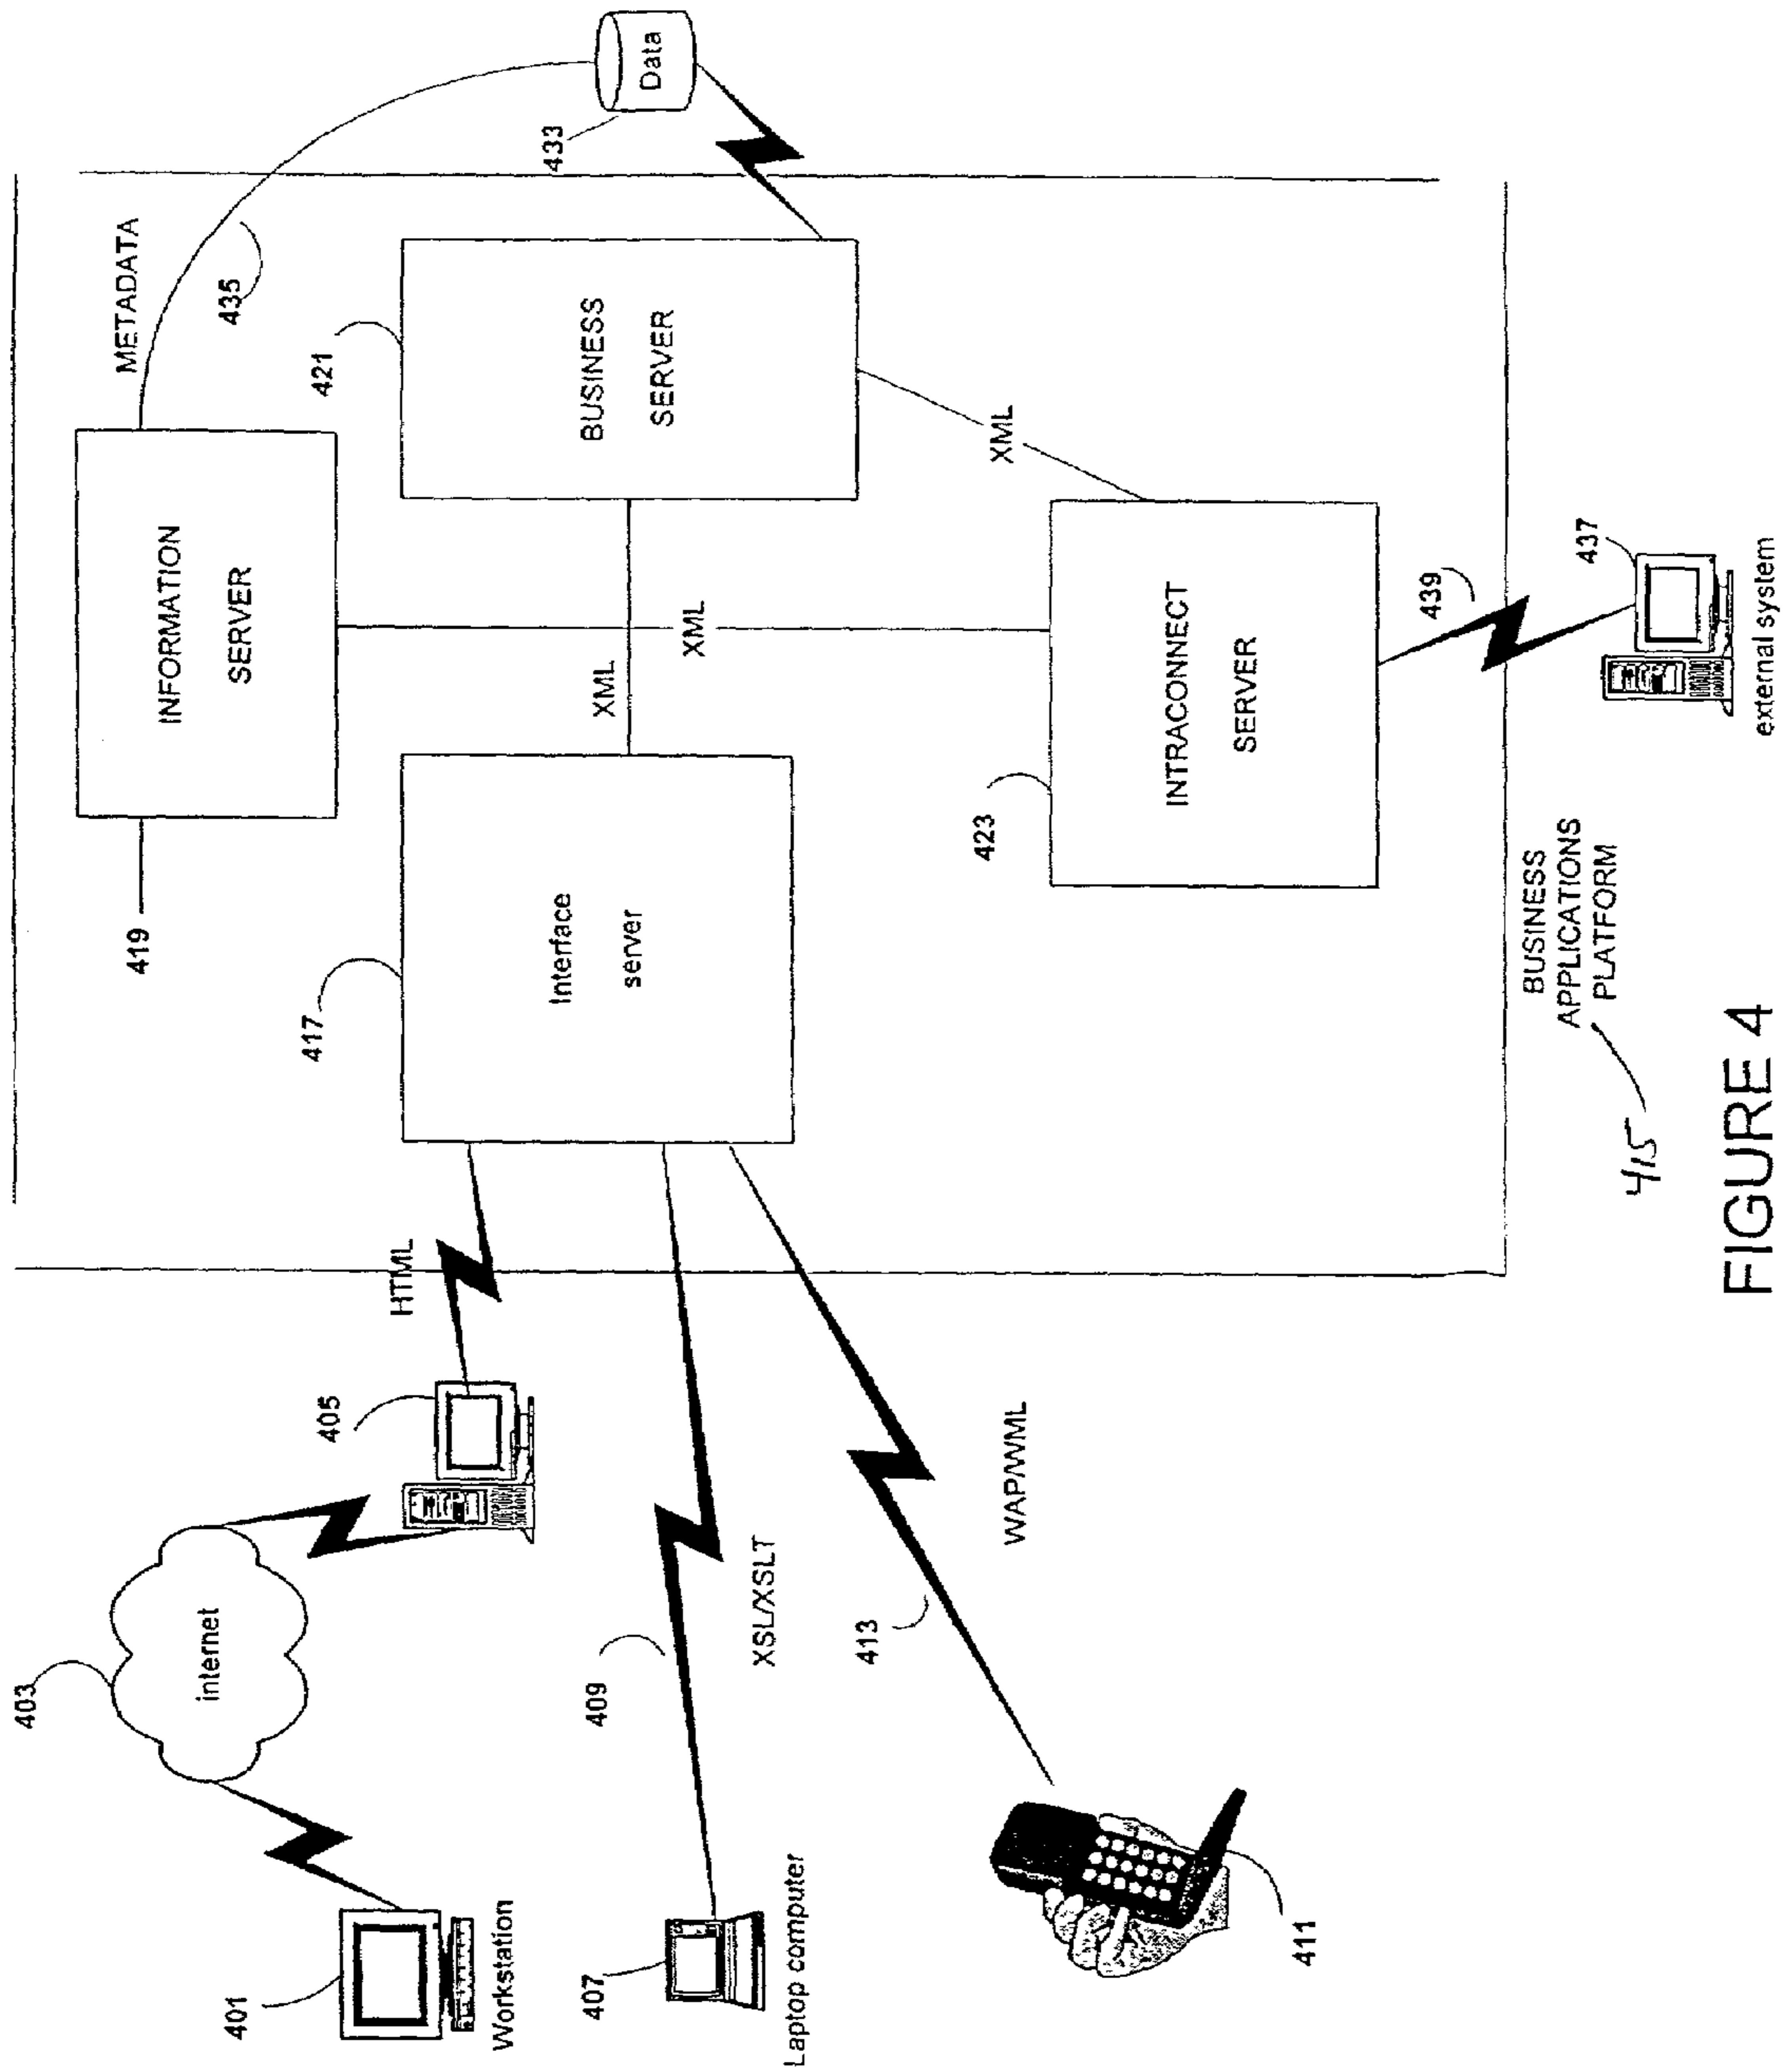 403
internet
401
Workstation
405
HTML
407
Laptop computer
409
XSL/XSLT
413
WAP/WML
411
419
INFORMATION
SERVER
METADATA
435
417
Interface
server
XML
XML
421
BUSINESS
SERVER
433
Data
XML
423
INTRACONNECT
SERVER
439
437
external system
BUSINESS
APPLICATIONS
PLATFORM
415
FIGURE 4